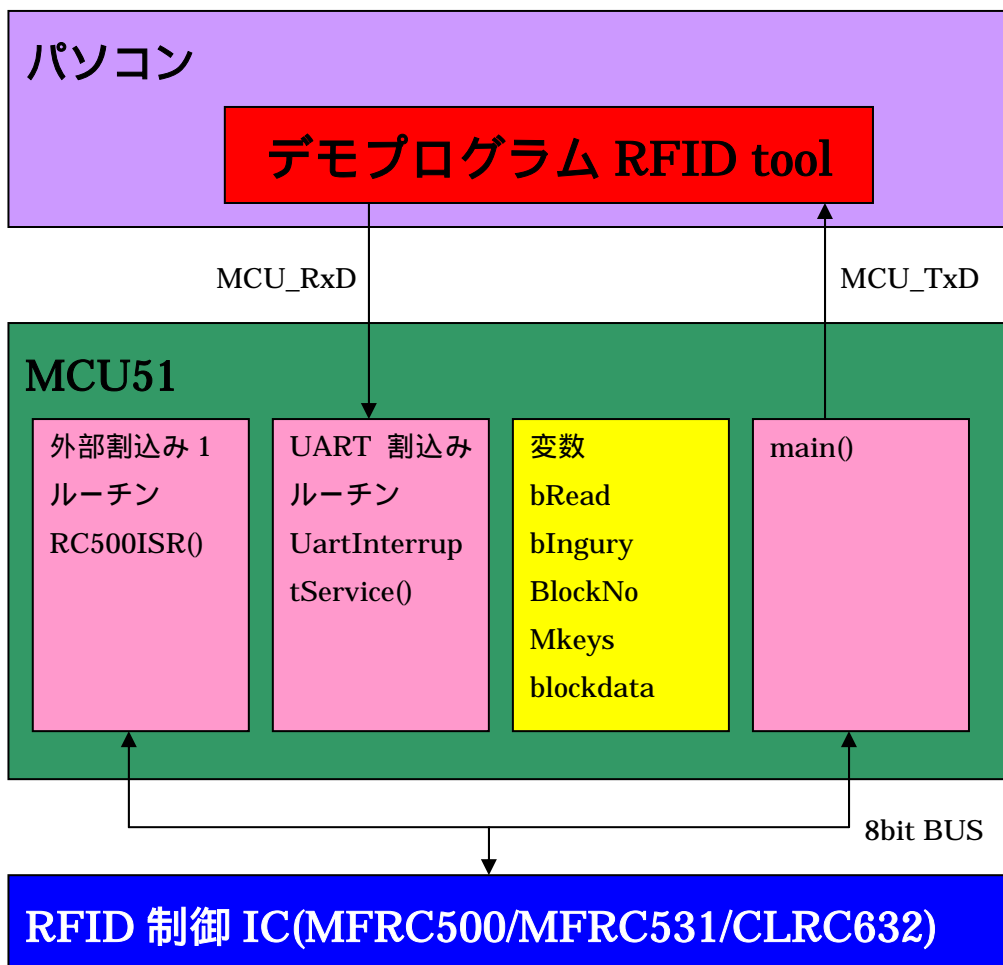 パソコン
デモプログラム RFID tool
MCU_RxD
MCU_TxD
MCU51
外部割込み 1
ルーチン
RC500ISR()
UART 割込み
ルーチン
UartInterrup
tService()
変数
bRead
bIngury
BlockNo
Mkeys
blockdata
main()
8bit BUS
RFID 制御 IC(MFRC500/MFRC531/CLRC632)